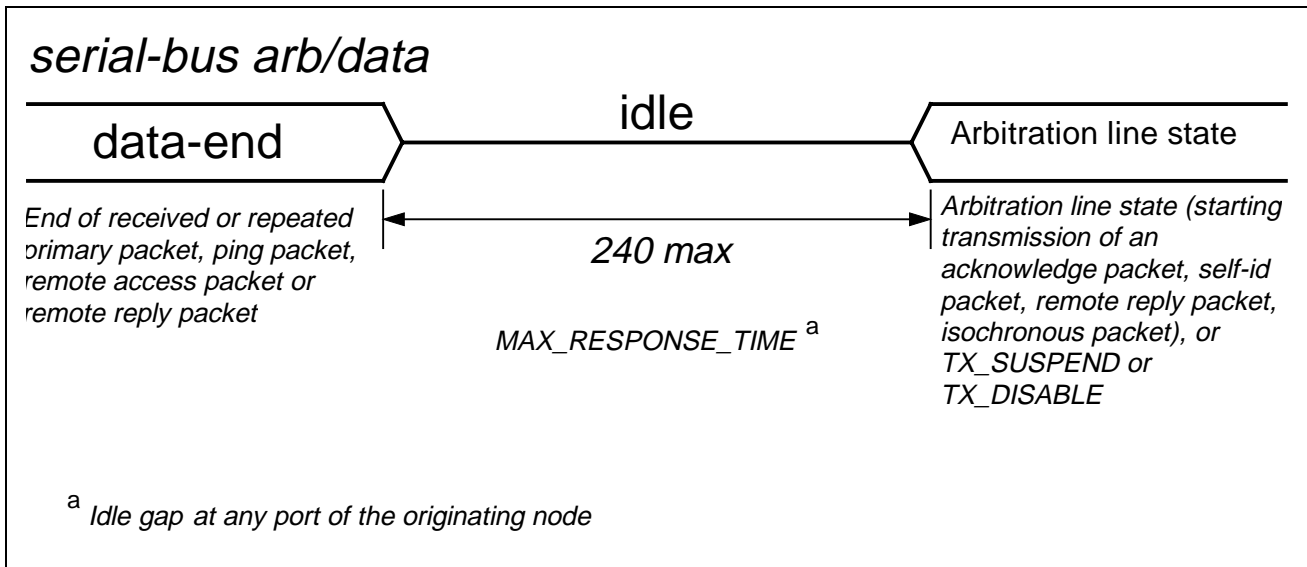 serial-bus arb/data
data-end
idle
Arbitration line state
End of received or repeated
primary packet, ping packet,
remote access packet or
remote reply packet
240 max
MAX_RESPONSE_TIME a
Arbitration line state (starting
transmission of an
acknowledge packet, self-id
packet, remote reply packet,
isochronous packet), or
TX_SUSPEND or
TX_DISABLE
a Idle gap at any port of the originating node